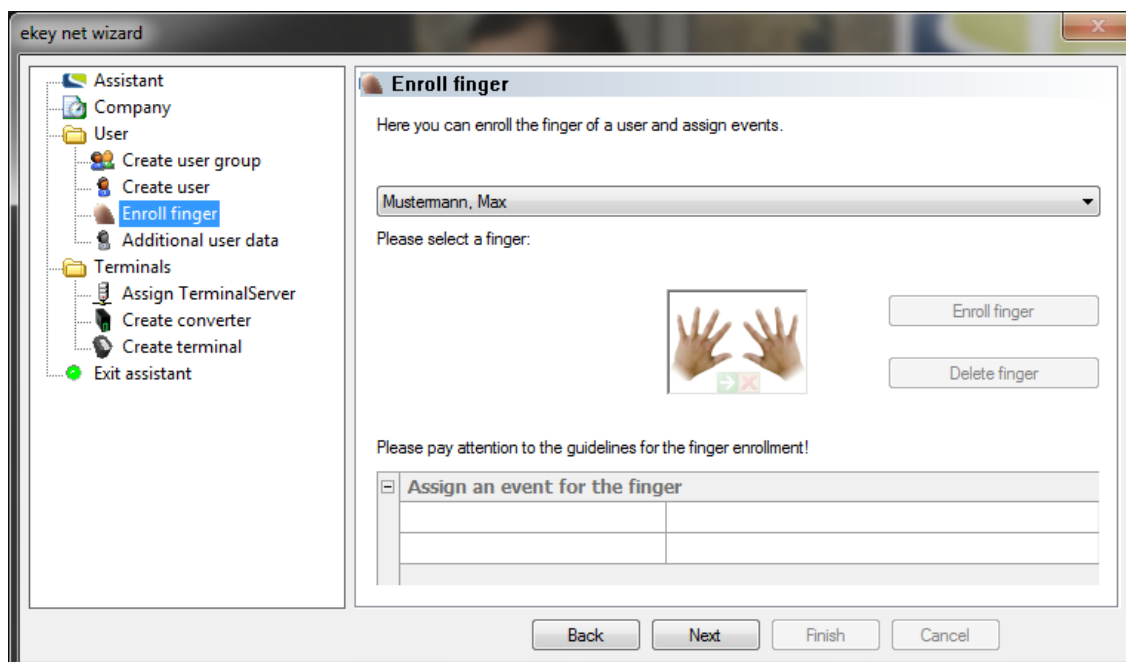 ekey net wizard
Assistant
Company
User
Create user group
Create user
Enroll finger
Additional user data
Terminals
Assign TerminalServer
Create converter
Create terminal
Exit assistant
Enroll finger
Here you can enroll the finger of a user and assign events.
Mustermann, Max
Please select a finger:
Enroll finger
Delete finger
Please pay attention to the guidelines for the finger enrollment!
Assign an event for the finger
Back Next Finish Cancel